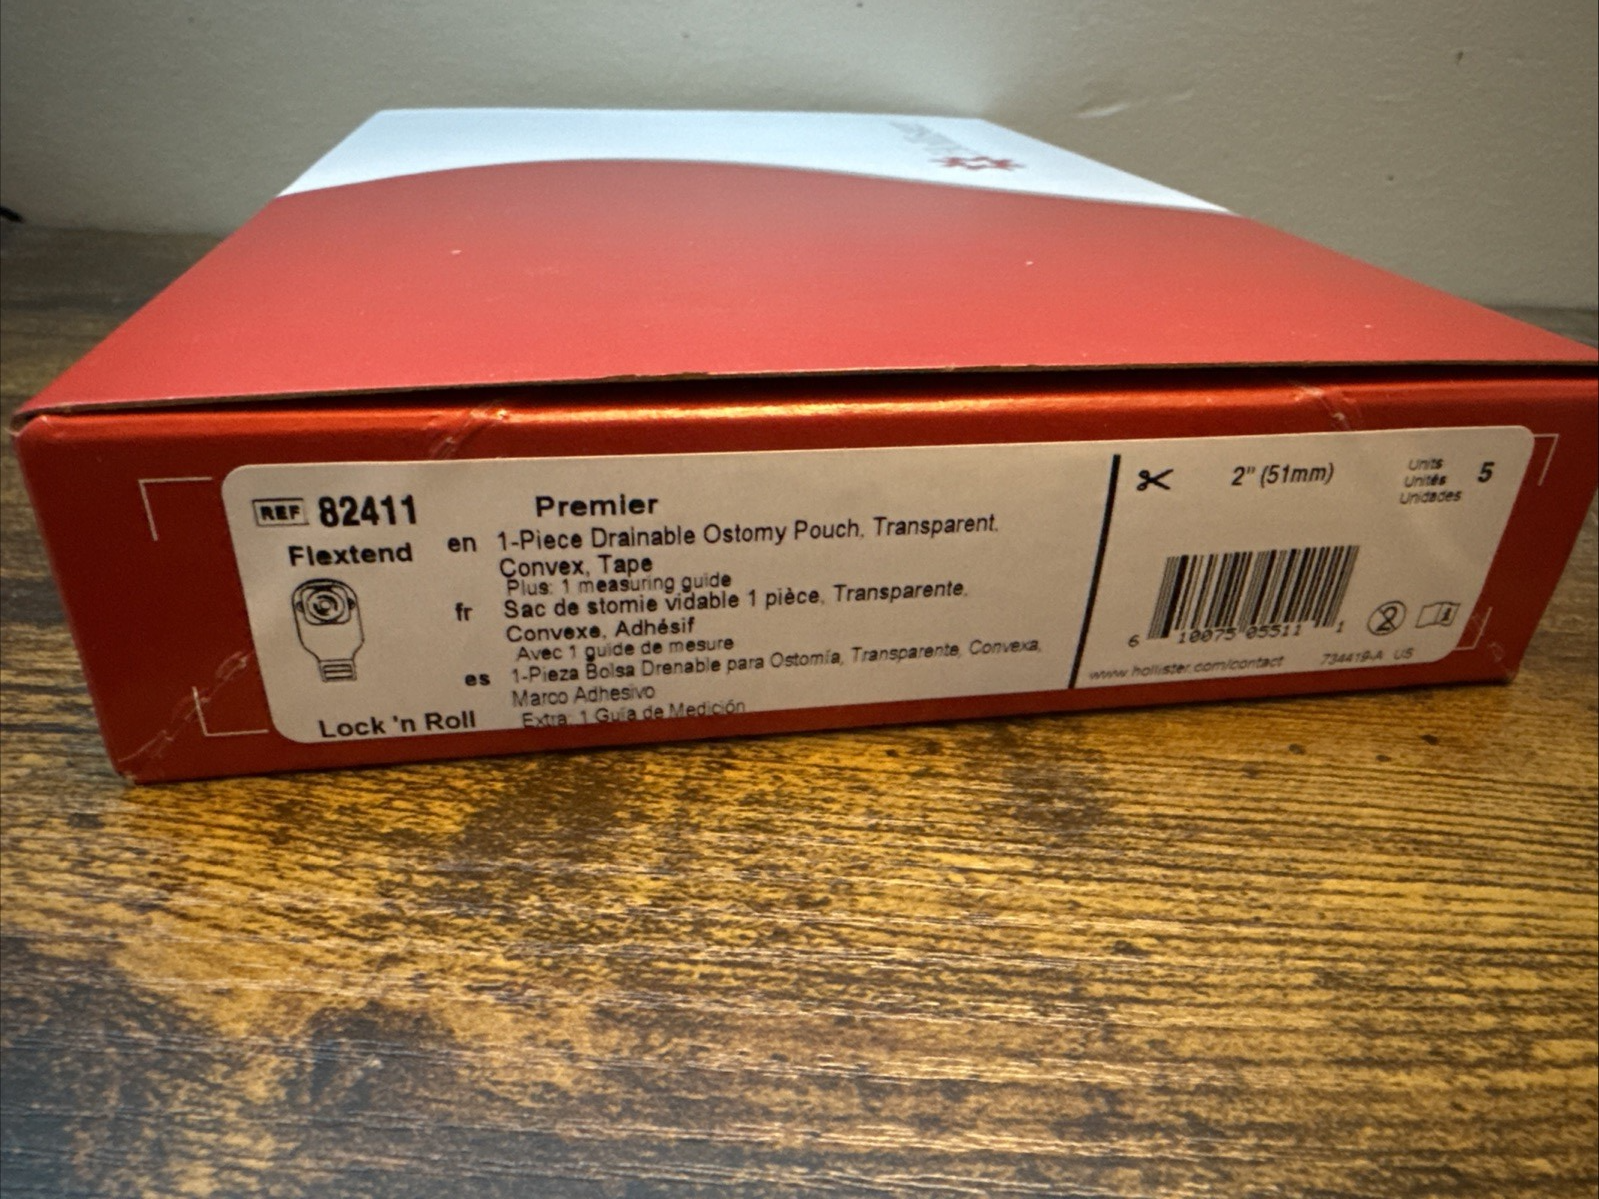 REF 82411
Flextend
Lock 'n Roll
Premier
en 1-Piece Drainable Ostomy Pouch, Transparent,
Convex, Tape
Plus: 1 measuring guide
fr Sac de stomie vidable 1 pièce, Transparente,
Convexe, Adhésif
Avec 1 guide de mesure
es 1-Pieza Bolsa Drenable para Ostomía, Transparente, Convexa,
Marco Adhesivo
Extra: 1 Guía de Medición
2" (51mm)
Units
Unités
Unidades
5
6 10075 05511 1
2
www.hollister.com/contact 734419-A US